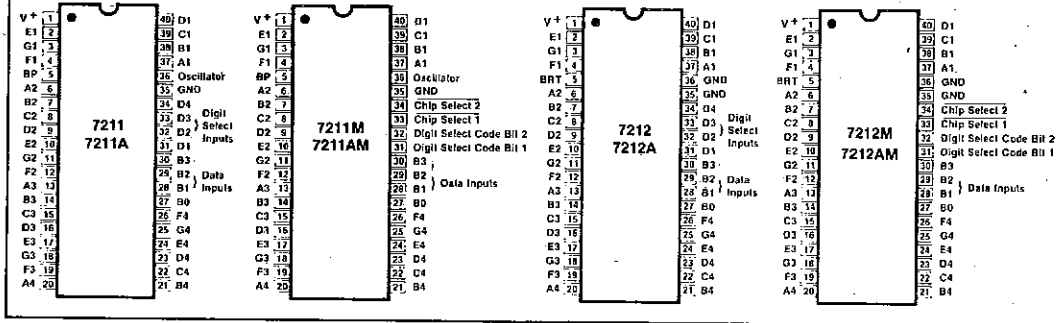 V+ 1 40 D1
E1 2 39 C1
G1 3 38 B1
F1 4 37 A1
BP 5 36 Oscillator
A2 6 35 GND
B2 7 34 D4
C2 8 33 D3
D2 9 32 D2
E2 10 31 D1
G2 11 30 B3
F2 12 29 B2
A3 13 28 B1
B3 14 27 B0
C3 15 26 F4
D3 16 25 G4
E3 17 24 E4
G3 18 23 D4
F3 19 22 C4
A4 20 21 B4
7211
7211A
Digit
Select
Inputs
Data
Inputs
V+ 1 40 D1
E1 2 39 C1
G1 3 38 B1
F1 4 37 A1
BP 5 36 Oscillator
A2 6 35 GND
B2 7 34 Chip Select 2
C2 8 33 Chip Select 1
D2 9 32 Digit Select Code Bit 2
E2 10 31 Digit Select Code Bit 1
G2 11 30 B3
F2 12 29 B2
A3 13 28 B1
B3 14 27 B0
C3 15 26 F4
D3 16 25 G4
E3 17 24 E4
G3 18 23 D4
F3 19 22 C4
A4 20 21 B4
7211M
7211AM
Data Inputs
V+ 1 40 D1
E1 2 39 C1
G1 3 38 B1
F1 4 37 A1
BRT 5 36 GND
A2 6 35 GND
B2 7 34 D4
C2 8 33 D3
D2 9 32 D2
E2 10 31 D1
G2 11 30 B3
F2 12 29 B2
A3 13 28 B1
B3 14 27 B0
C3 15 26 F4
D3 16 25 G4
E3 17 24 E4
G3 18 23 D4
F3 19 22 C4
A4 20 21 B4
7212
7212A
Digit
Select
Inputs
Data
Inputs
V+ 1 40 D1
E1 2 39 C1
G1 3 38 B1
F1 4 37 A1
BRT 5 36 GND
A2 6 35 GND
B2 7 34 Chip Select 2
C2 8 33 Chip Select 1
D2 9 32 Digit Select Code Bit 2
E2 10 31 Digit Select Code Bit 1
G2 11 30 B3
F2 12 29 B2
A3 13 28 B1
B3 14 27 B0
C3 15 26 F4
D3 16 25 G4
E3 17 24 E4
G3 18 23 D4
F3 19 22 C4
A4 20 21 B4
7212M
7212AM
Data Inputs